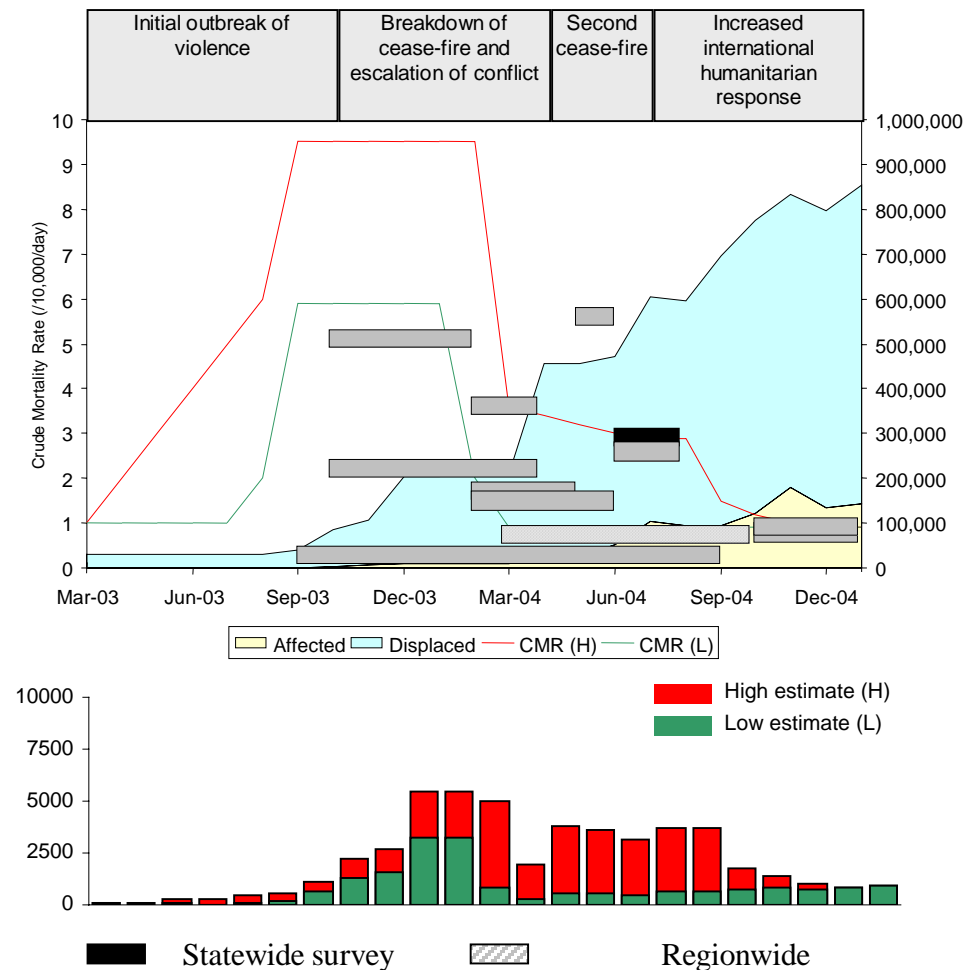 Initial outbreak of
violence
Breakdown of
cease-fire and
escalation of conflict
Second
cease-fire
Increased
international
humanitarian
response
Crude Mortality Rate (/10,000/day)
10
9
8
7
6
5
4
3
2
1
0
1,000,000
900,000
800,000
700,000
600,000
500,000
400,000
300,000
200,000
100,000
0
Mar-03 Jun-03 Sep-03 Dec-03 Mar-04 Jun-04 Sep-04 Dec-04
Affected Displaced CMR (H) CMR (L)
High estimate (H)
Low estimate (L)
10000
7500
5000
2500
0
Statewide survey Regionwide